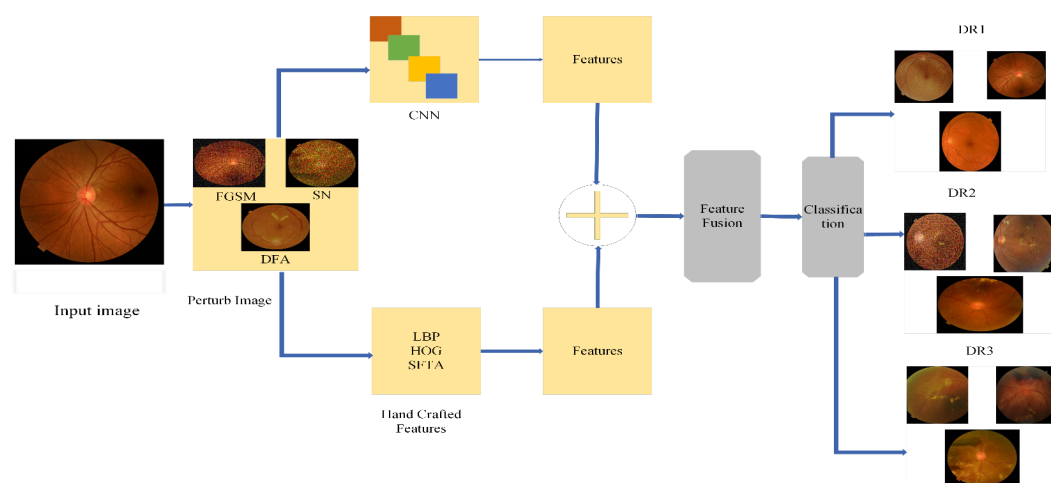 Input image
FGSM
SN
DFA
Perturb Image
CNN
Features
LBP
HOG
SFTA
Hand Crafted
Features
Features
Feature
Fusion
Classifica
tion
DR1
DR2
DR3